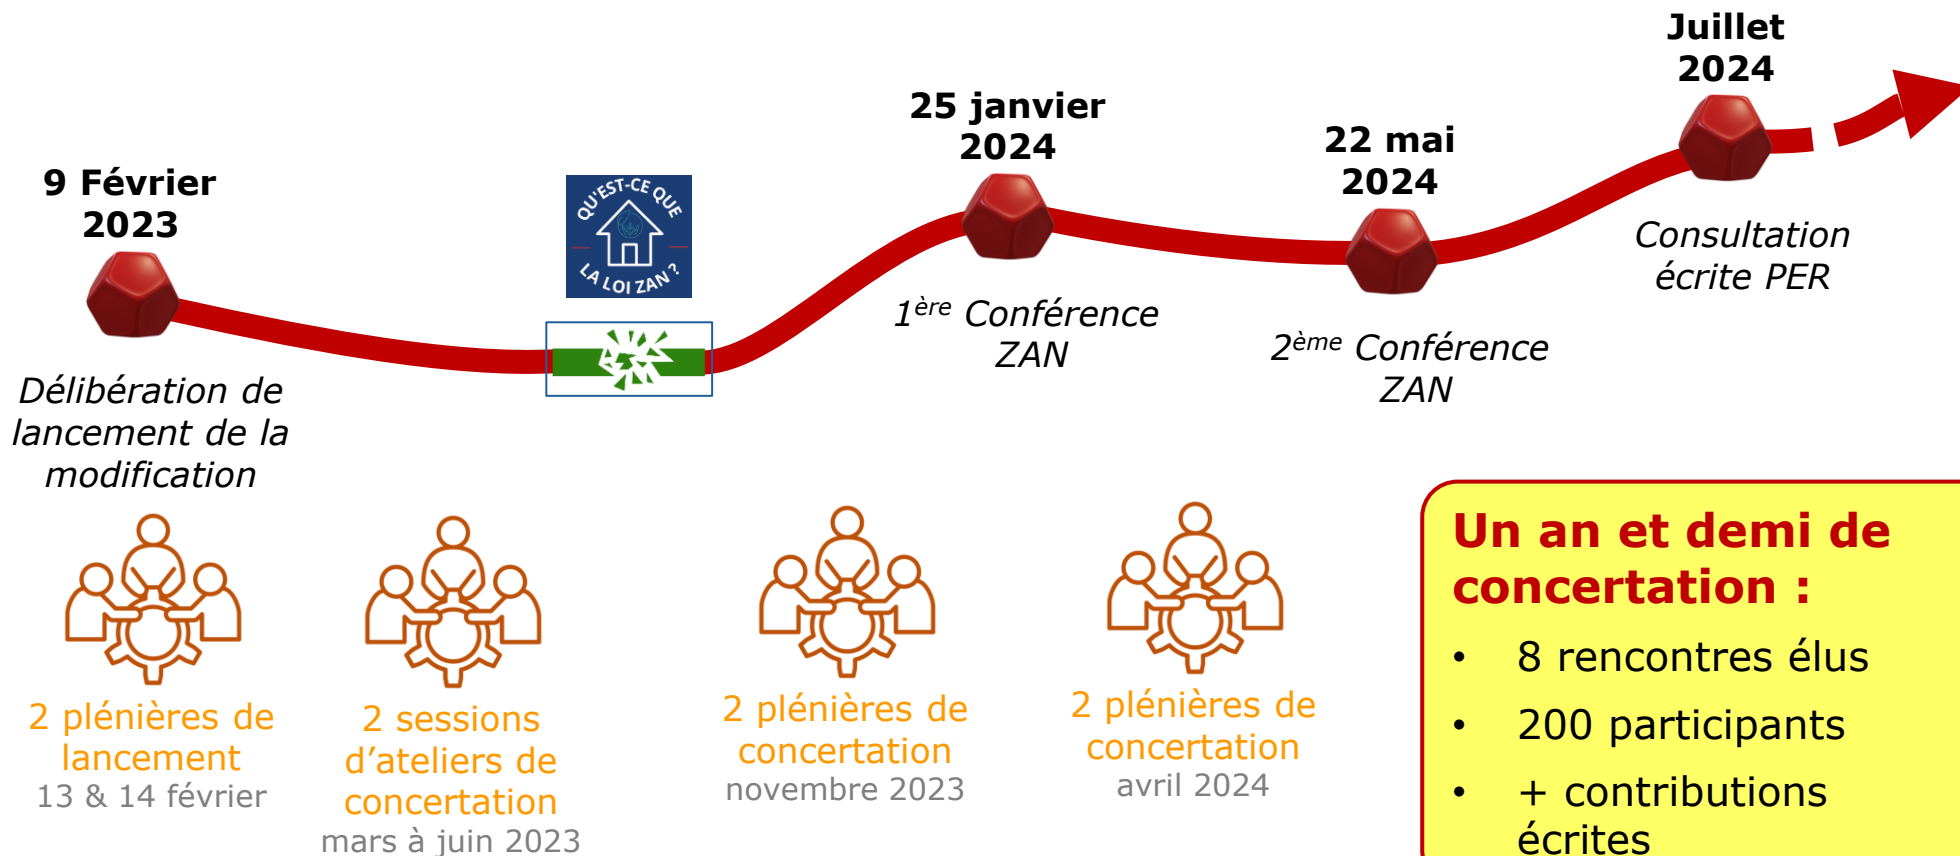 9 Février
2023
Délibération de
lancement de la
modification
QU'EST-CE QUE
LA LOI ZAN ?
25 janvier
2024
1ère Conférence
ZAN
22 mai
2024
2ème Conférence
ZAN
Juillet
2024
Consultation
écrite PER
2 plénières de
lancement
13 & 14 février
2 sessions
d’ateliers de
concertation
mars à juin 2023
2 plénières de
concertation
novembre 2023
2 plénières de
concertation
avril 2024
Un an et demi de
concertation :
• 8 rencontres élus
• 200 participants
• + contributions
écrites